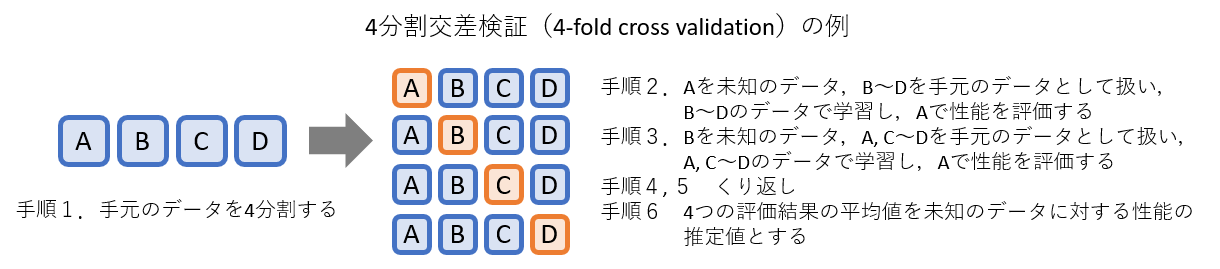 4分割交差検証（4-fold cross validation）の例
A B C D
手順１．手元のデータを4分割する
A B C D
A B C D
A B C D
A B C D
手順２．Aを未知のデータ，B～Dを手元のデータとして扱い，
B～Dのデータで学習し，Aで性能を評価する
手順３．Bを未知のデータ，A, C～Dを手元のデータとして扱い，
A, C～Dのデータで学習し，Aで性能を評価する
手順４, ５　くり返し
手順６　4つの評価結果の平均値を未知のデータに対する性能の
推定値とする